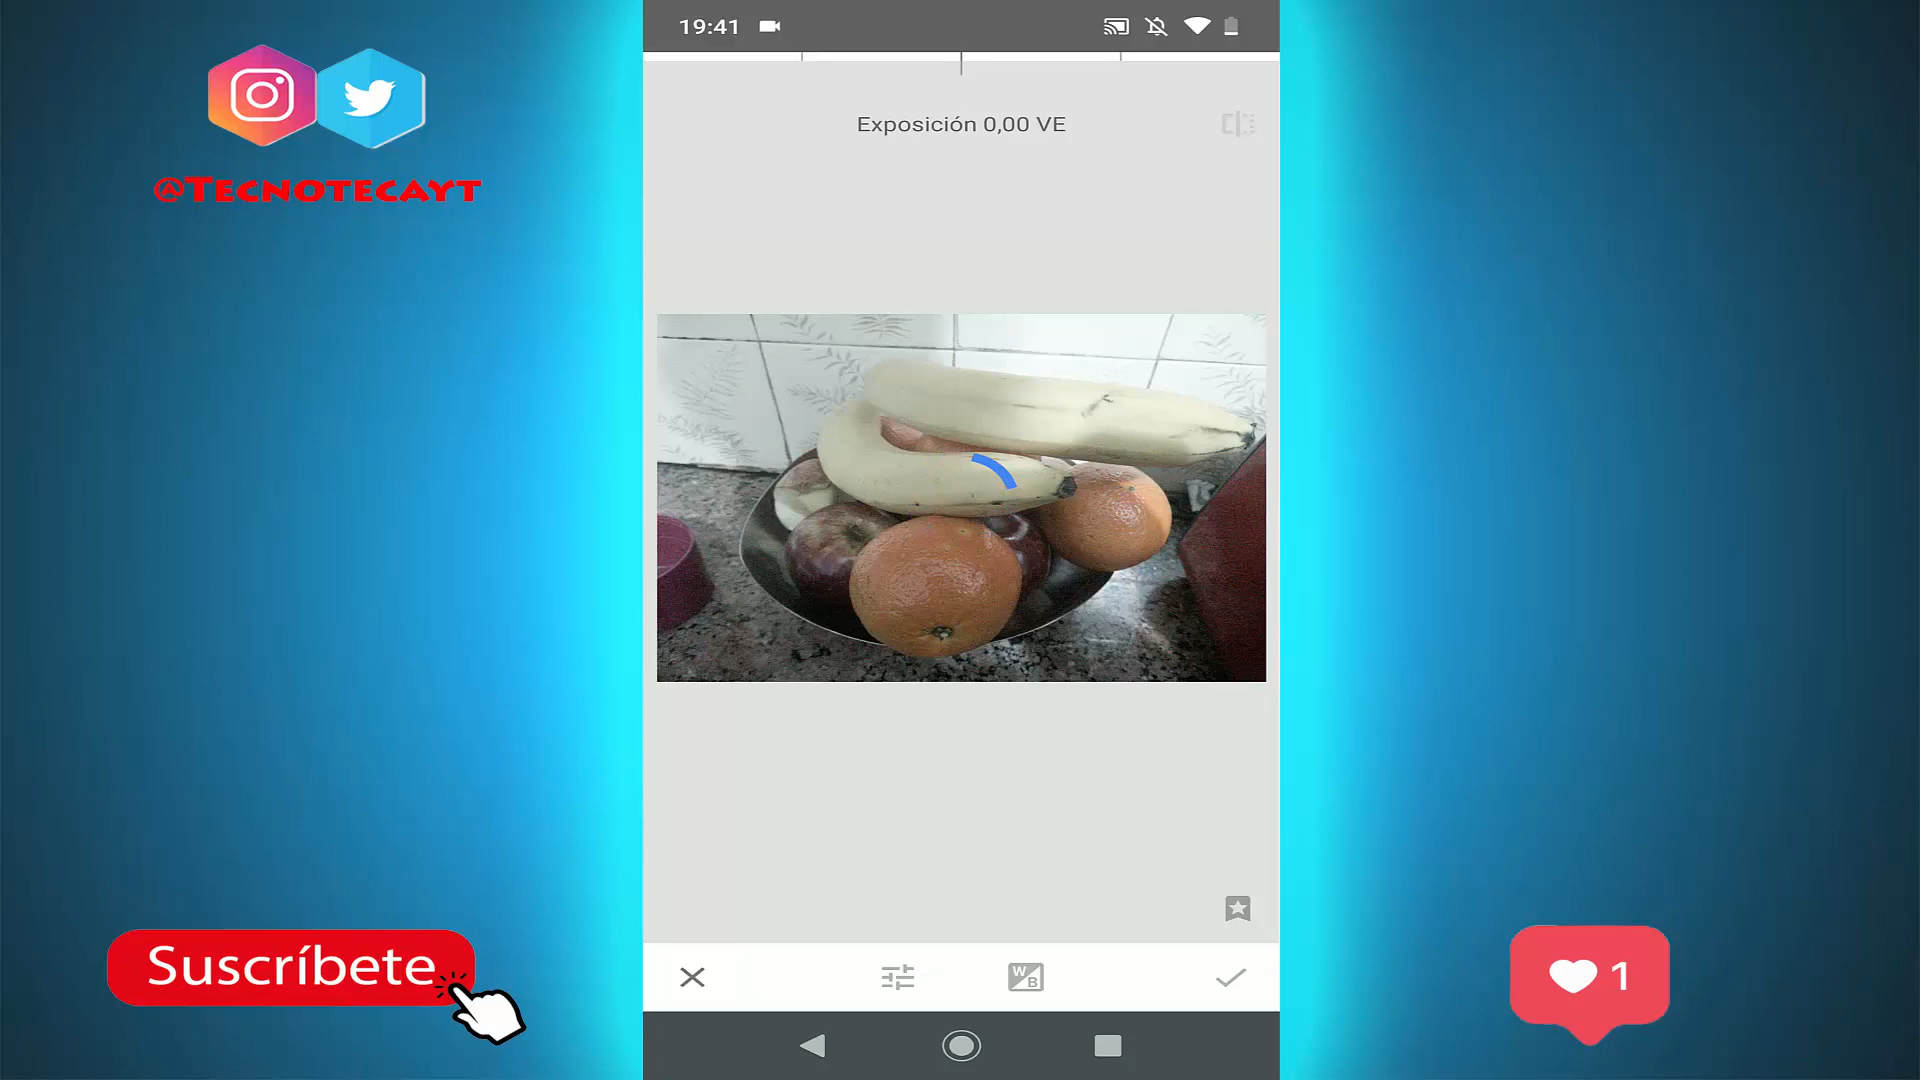 19:41
Exposición 0,00 VE
@TECNOTECAYT
Suscríbete
W
B
1